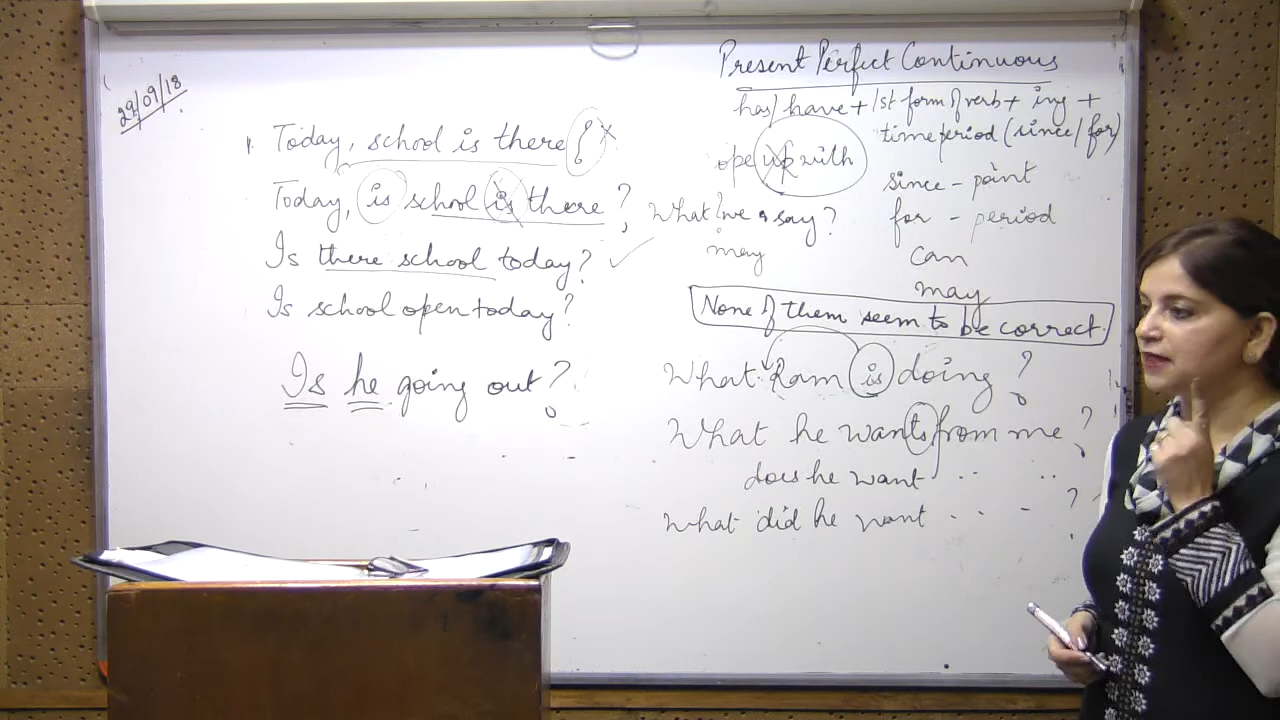 29/09/18
1. Today, school is there?
Today, is school is there?
Is there school today?
Is school open today?
Is he going out?
Present Perfect Continuous
has/have + 1st form of verb + ing +
time period (since/for)
ope up with
since - point
What we say?
for - period
may
can
may
None of them seem to be correct.
What Ram is doing?
What he wants from me?
does he want .. ..
What did he want . . - ?